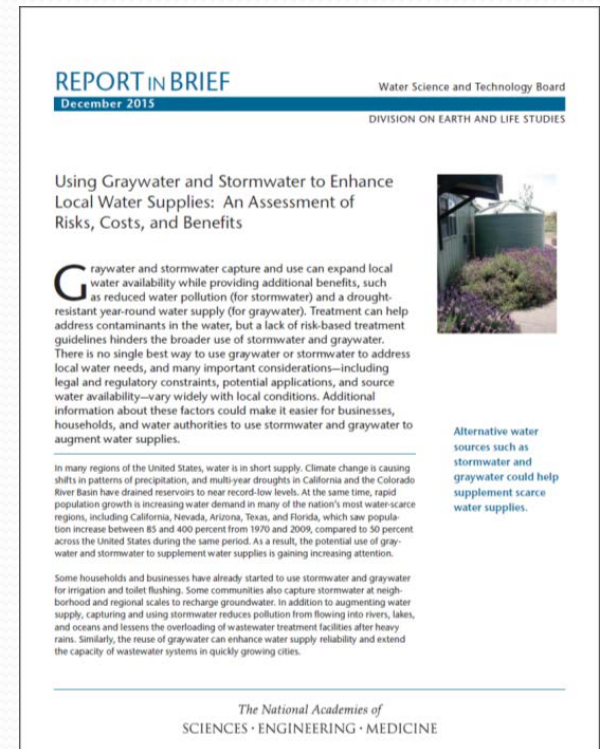 REPORT IN BRIEF
Water Science and Technology Board
December 2015
DIVISION ON EARTH AND LIFE STUDIES
Using Graywater and Stormwater to Enhance
Local Water Supplies: An Assessment of
Risks, Costs, and Benefits
Graywater and stormwater capture and use can expand local
water availability while providing additional benefits, such
as reduced water pollution (for stormwater) and a drought-
resistant year-round water supply (for graywater). Treatment can help
address contaminants in the water, but a lack of risk-based treatment
guidelines hinders the broader use of stormwater and graywater.
There is no single best way to use graywater or stormwater to address
local water needs, and many important considerations—including
legal and regulatory constraints, potential applications, and source
water availability—vary widely with local conditions. Additional
information about these factors could make it easier for businesses,
households, and water authorities to use stormwater and graywater to
augment water supplies.
Alternative water
sources such as
stormwater and
graywater could help
supplement scarce
water supplies.
In many regions of the United States, water is in short supply. Climate change is causing
shifts in patterns of precipitation, and multi-year droughts in California and the Colorado
River Basin have drained reservoirs to near record-low levels. At the same time, rapid
population growth is increasing water demand in many of the nation's most water-scarce
regions, including California, Nevada, Arizona, Texas, and Florida, which saw popula-
tion increase between 85 and 400 percent from 1970 and 2009, compared to 50 percent
across the United States during the same period. As a result, the potential use of gray-
water and stormwater to supplement water supplies is gaining increasing attention.
Some households and businesses have already started to use stormwater and graywater
for irrigation and toilet flushing. Some communities also capture stormwater at neigh-
borhood and regional scales to recharge groundwater. In addition to augmenting water
supply, capturing and using stormwater reduces pollution from flowing into rivers, lakes,
and oceans and lessens the overloading of wastewater treatment facilities after heavy
rains. Similarly, the reuse of graywater can enhance water supply reliability and extend
the capacity of wastewater systems in quickly growing cities.
The National Academies of
SCIENCES · ENGINEERING · MEDICINE